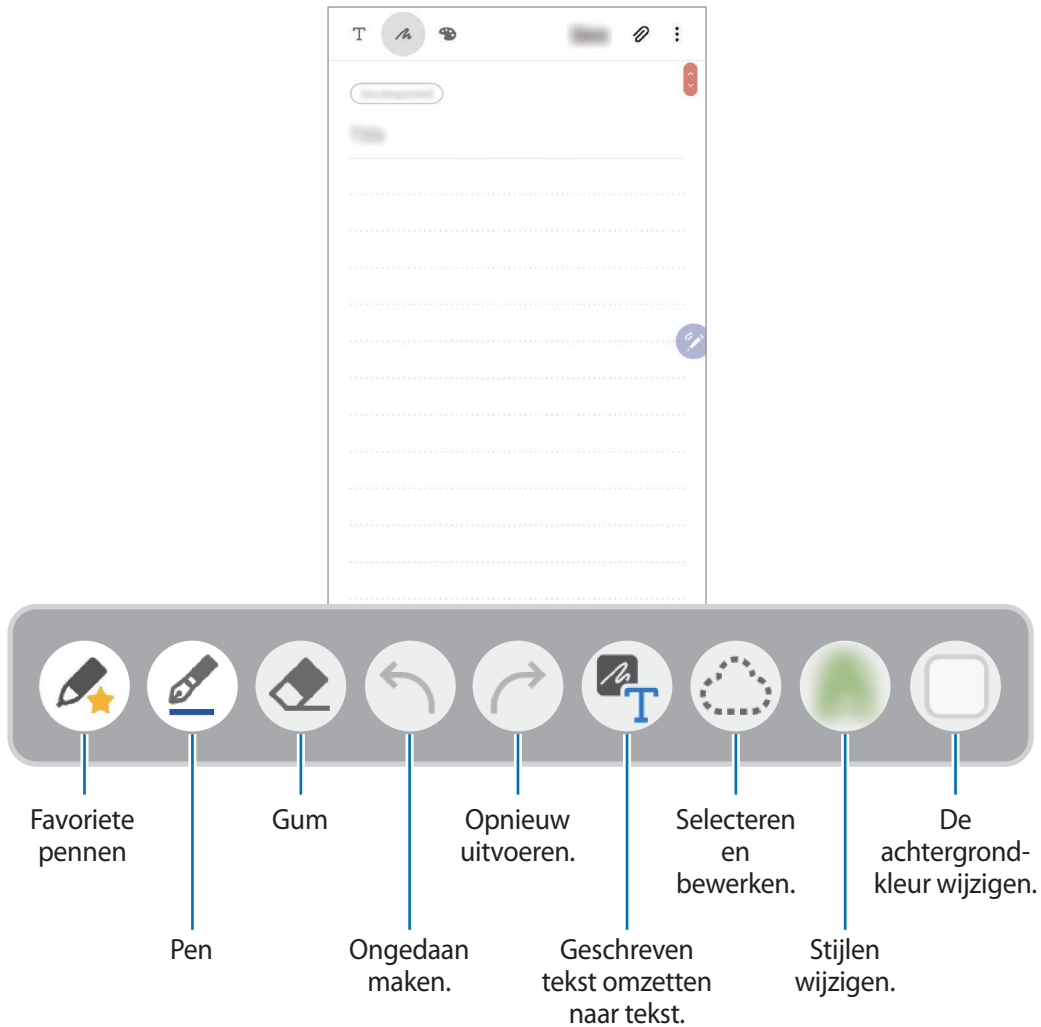 T
Favoriete
pennen
Gum
Opnieuw
uitvoeren.
Selecteren
en
bewerken.
De
achtergrond-
kleur wijzigen.
Pen
Ongedaan
maken.
Geschreven
tekst omzetten
naar tekst.
Stijlen
wijzigen.